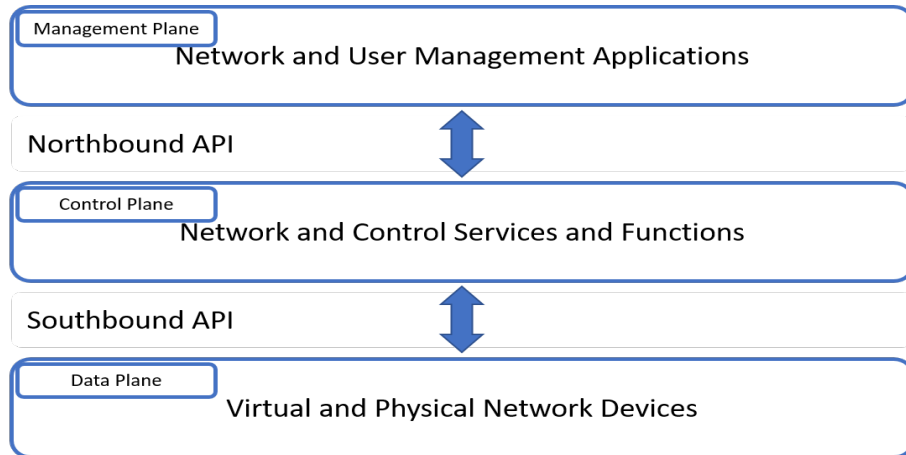 Management Plane
Network and User Management Applications
Northbound API
Control Plane
Network and Control Services and Functions
Southbound API
Data Plane
Virtual and Physical Network Devices